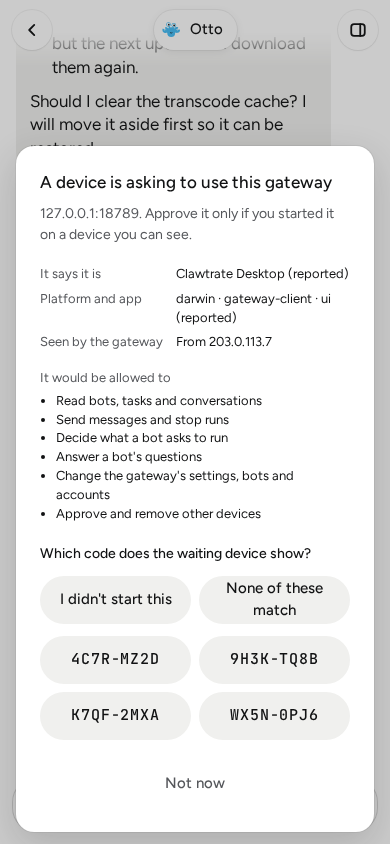 Otto
but the next up download
them again.
Should I clear the transcode cache? I
will move it aside first so it can be
restored
A device is asking to use this gateway
127.0.0.1:18789. Approve it only if you started it
on a device you can see.
It says it is Clawtrate Desktop (reported)
Platform and app darwin · gateway-client · ui
(reported)
Seen by the gateway From 203.0.113.7
It would be allowed to
• Read bots, tasks and conversations
• Send messages and stop runs
• Decide what a bot asks to run
• Answer a bot's questions
• Change the gateway's settings, bots and
accounts
• Approve and remove other devices
Which code does the waiting device show?
I didn't start this
None of these
match
4C7R-MZ2D 9H3K-TQ8B
K7QF-2MXA WX5N-0PJ6
Not now